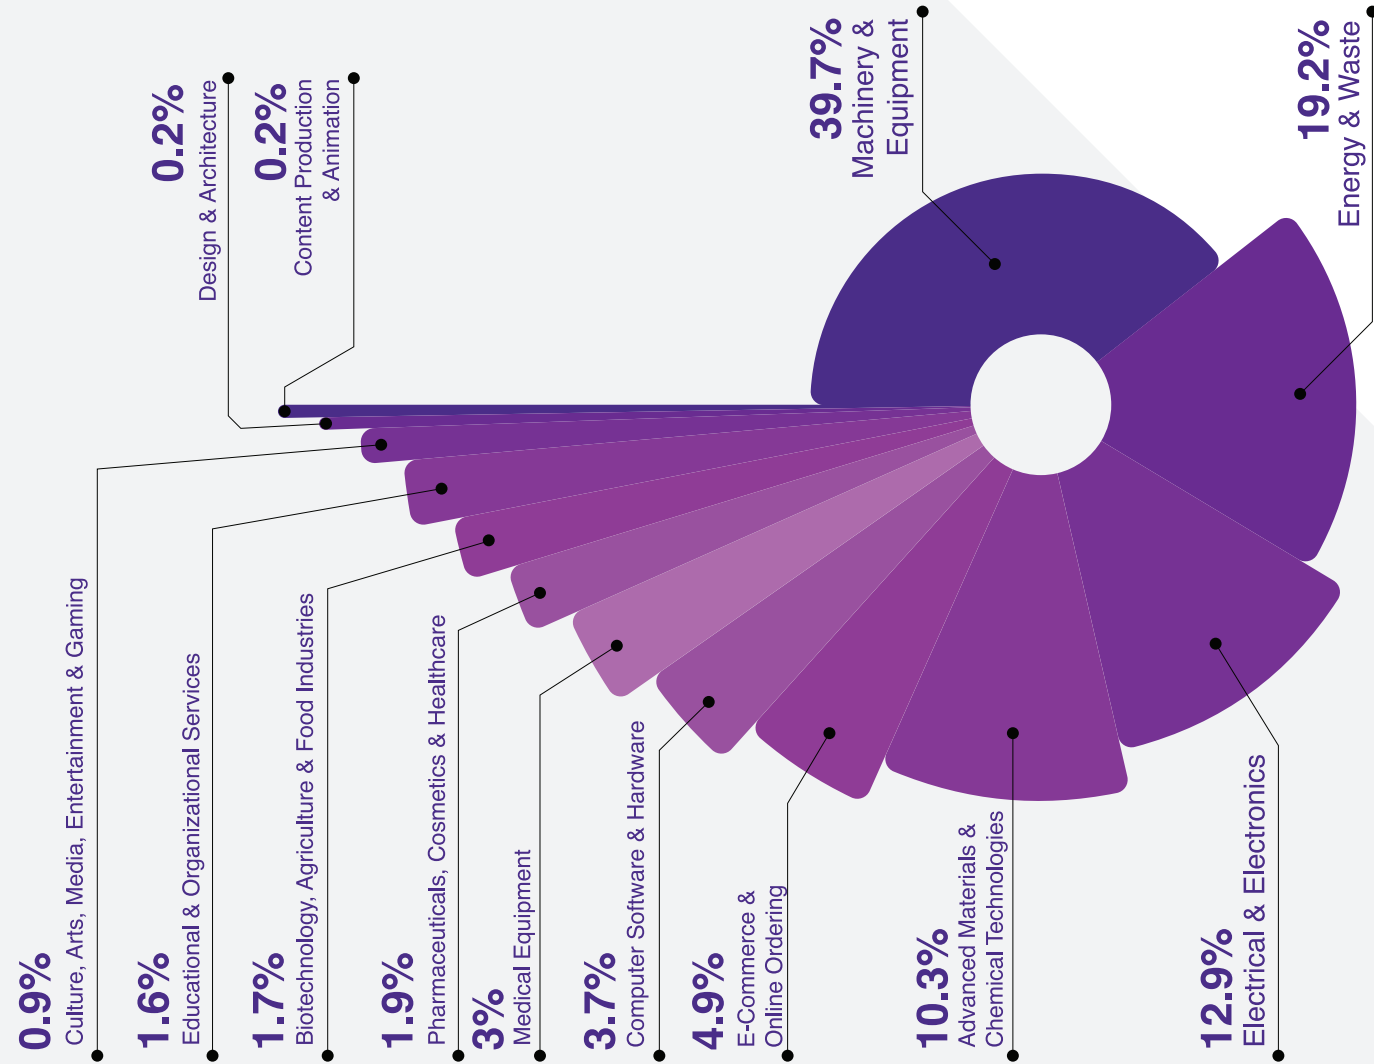 39.7%
Machinery &
Equipment
19.2%
Energy & Waste
12.9%
Electrical & Electronics
10.3%
Advanced Materials &
Chemical Technologies
4.9%
E-Commerce &
Online Ordering
3.7%
Computer Software & Hardware
3%
Medical Equipment
1.9%
Pharmaceuticals, Cosmetics & Healthcare
1.7%
Biotechnology, Agriculture & Food Industries
1.6%
Educational & Organizational Services
0.9%
Culture, Arts, Media, Entertainment & Gaming
0.2%
Design & Architecture
0.2%
Content Production
& Animation